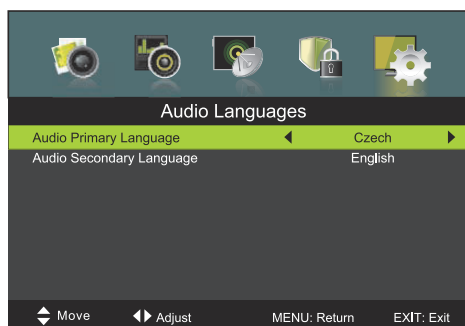 Audio Languages
Audio Primary Language Czech
Audio Secondary Language English
Move Adjust MENU: Return EXIT: Exit